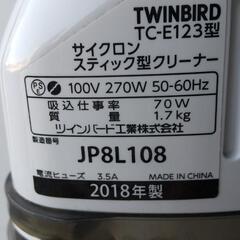 TWINBIRD
TC-E123型
サイクロン
スティック型クリーナー
PSE 100V 270W 50-60Hz
吸込仕事率 70W
質量 1.7kg
ツインバード工業株式会社
製造番号
JP8L108
電流ヒューズ 3.5A MADE IN CHINA
2018年製